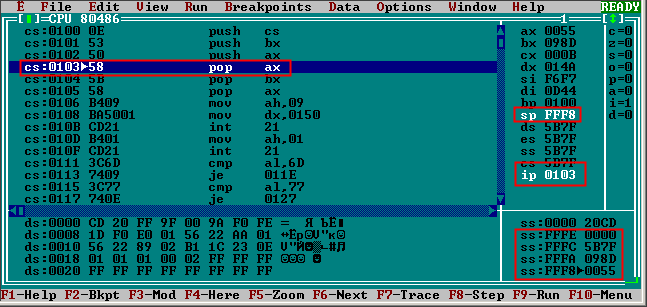 Ë File Edit View Run Breakpoints Data Options Window Help READY
[▮]=CPU 80486 1 [↕]
cs:0100 0E push cs
cs:0101 53 push bx
cs:0102 50 push ax
cs:0103▶58 pop ax
cs:0104 5B pop bx
cs:0105 58 pop ax
cs:0106 B409 mov ah,09
cs:0108 BA5001 mov dx,0150
cs:010B CD21 int 21
cs:010D B401 mov ah,01
cs:010F CD21 int 21
cs:0111 3C6D cmp al,6D
cs:0113 7409 je 011E
cs:0115 3C77 cmp al,77
cs:0117 740E je 0127
ax 0055 c=0
bx 098D z=0
cx 000B s=0
dx 014A o=0
si F6F7 p=0
di 0D44 a=0
bp 0100 i=1
sp FFF8 d=0
ds 5B7F
es 5B7F
ss 5B7F
cs 5B7F
ip 0103
ds:0000 CD 20 FF 9F 00 9A F0 FE
ds:0008 1D F0 E0 01 56 22 AA 01
ds:0010 56 22 89 02 B1 1C 23 0E
ds:0018 01 01 01 00 02 FF FF FF
ds:0020 FF FF FF FF FF FF FF FF
ss:0000 20CD
ss:FFFE 0000
ss:FFFC 5B7F
ss:FFFA 098D
ss:FFF8▶0055
F1-Help F2-Bkpt F3-Mod F4-Here F5-Zoom F6-Next F7-Trace F8-Step F9-Run F10-Menu